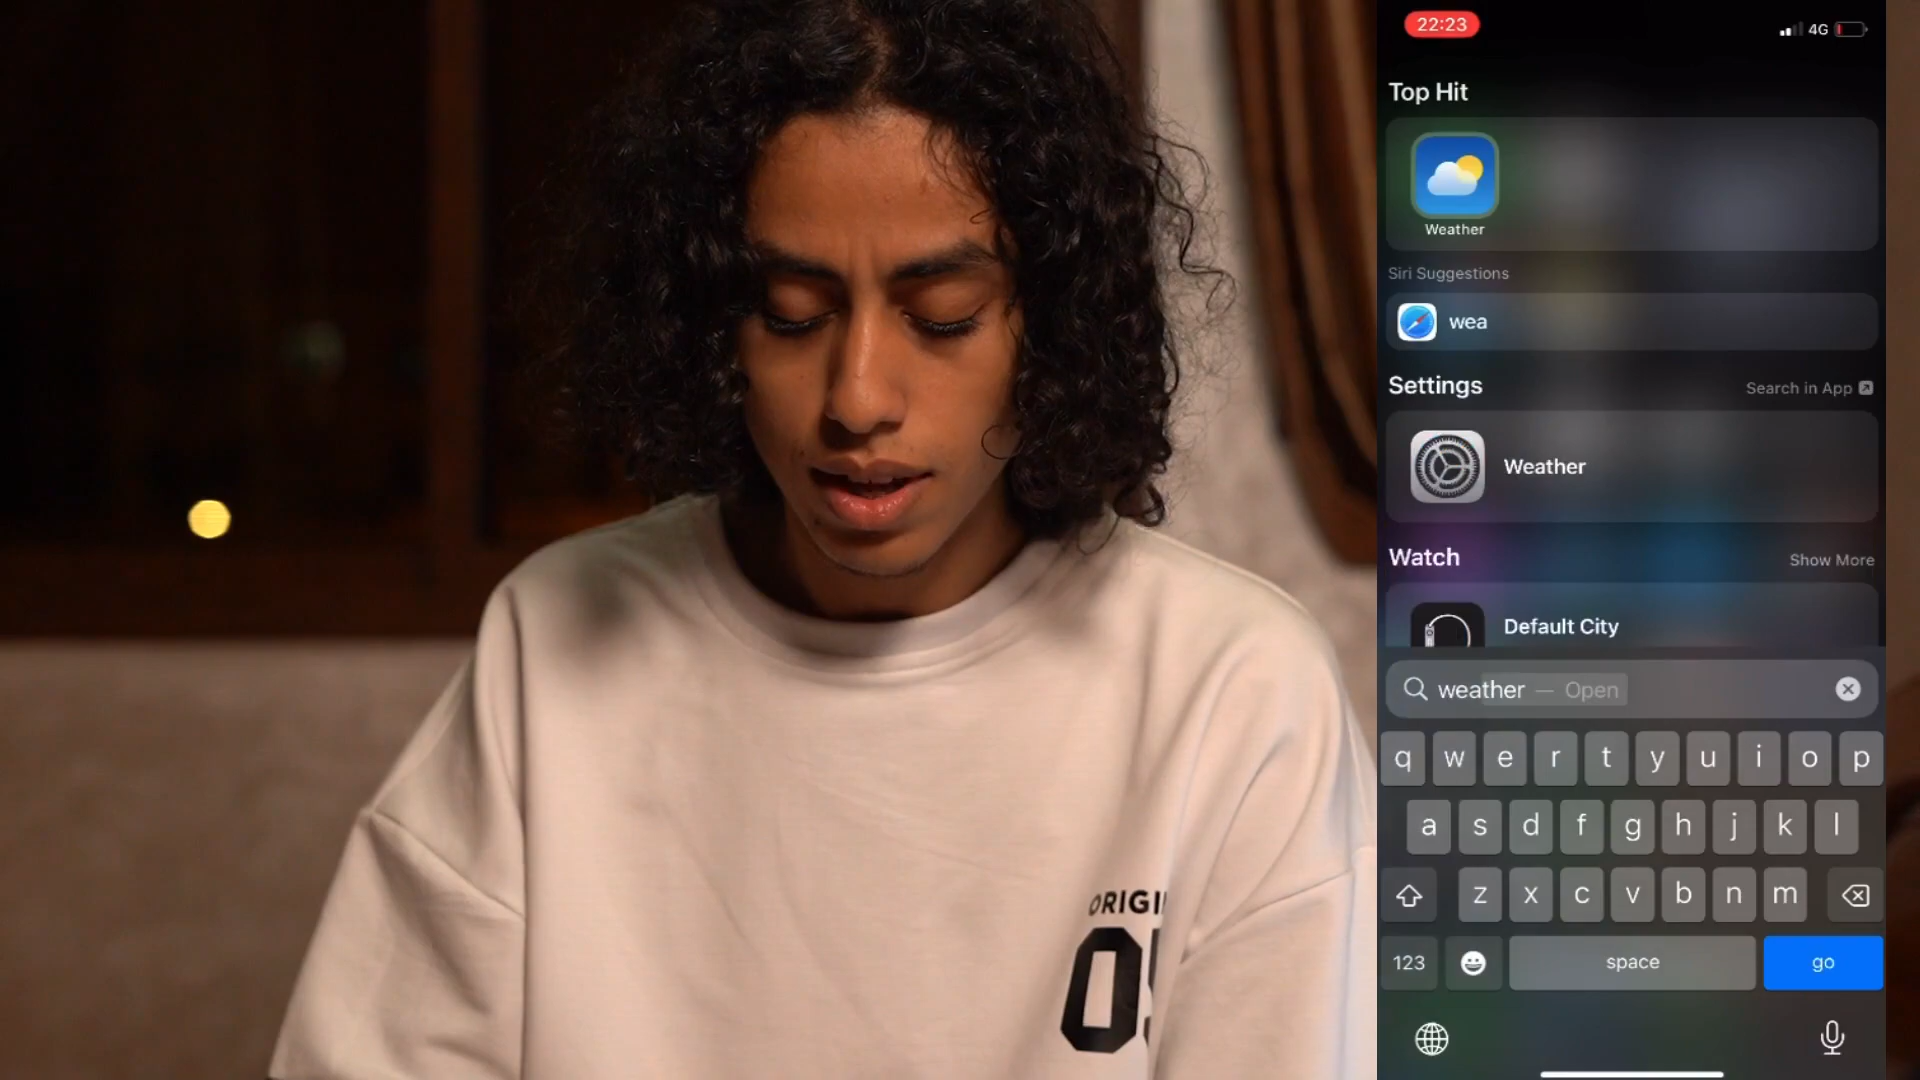 22:23
4G
Top Hit
Weather
Siri Suggestions
wea
Settings
Search in App
Weather
Watch
Show More
Default City
weather — Open
q w e r t y u i o p
a s d f g h j k l
z x c v b n m
123 space go
ORIGI
0